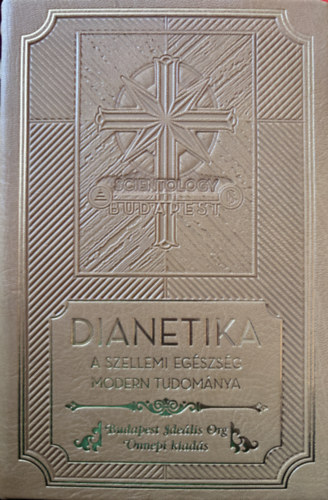 SCIENTOLOGY
BUDAPEST
DIANETIKA
A SZELLEMI EGÉSZSÉG
MODERN TUDOMÁNYA
Budapest Ideális Org
Ünnepi kiadás